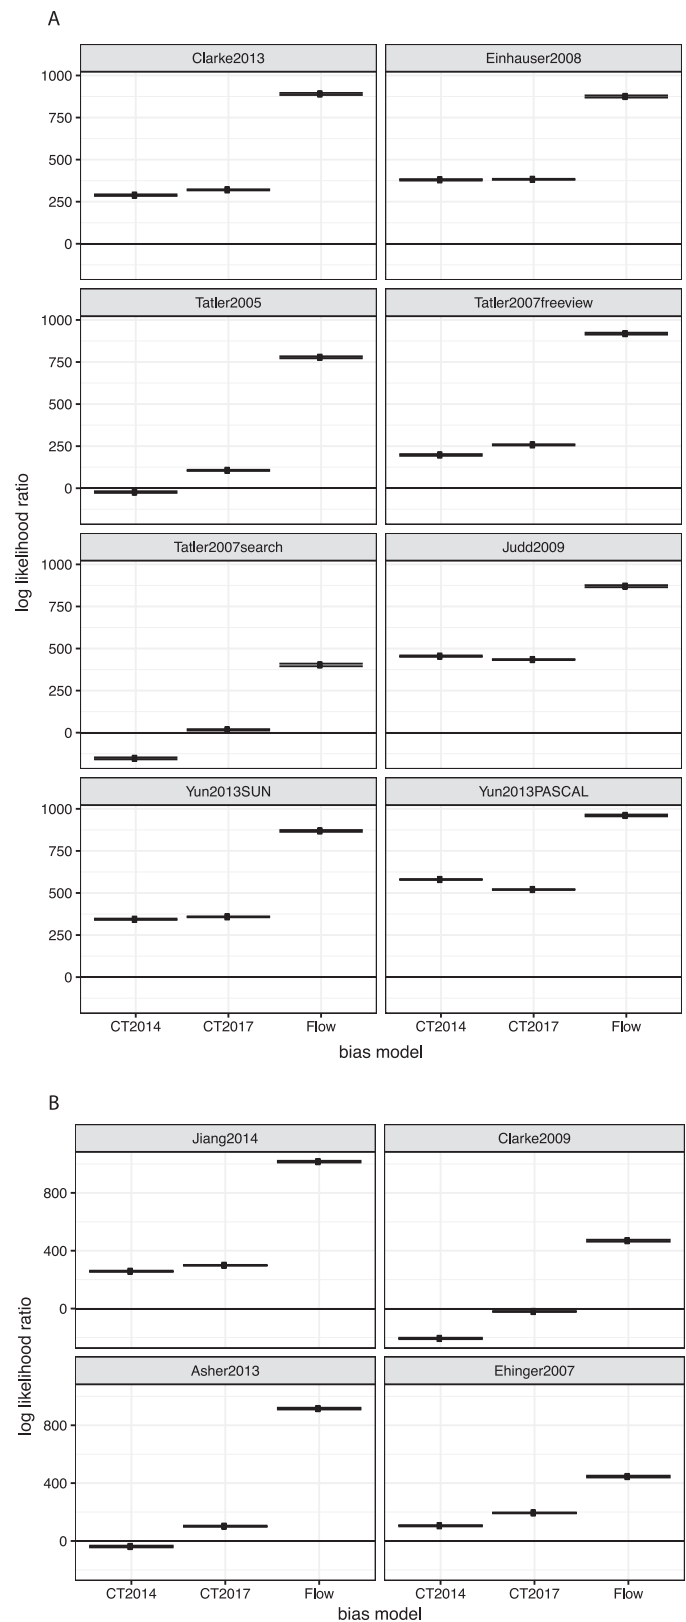 A
Clarke2013
Einhauser2008
1000
750
500
250
0
Tatler2005
Tatler2007freeview
1000
750
500
250
0
log likelihood ratio
Tatler2007search
Judd2009
1000
750
500
250
0
Yun2013SUN
Yun2013PASCAL
1000
750
500
250
0
CT2014 CT2017 Flow CT2014 CT2017 Flow
bias model
B
Jiang2014
Clarke2009
800
400
0
log likelihood ratio
Asher2013
Ehinger2007
800
400
0
CT2014 CT2017 Flow CT2014 CT2017 Flow
bias model